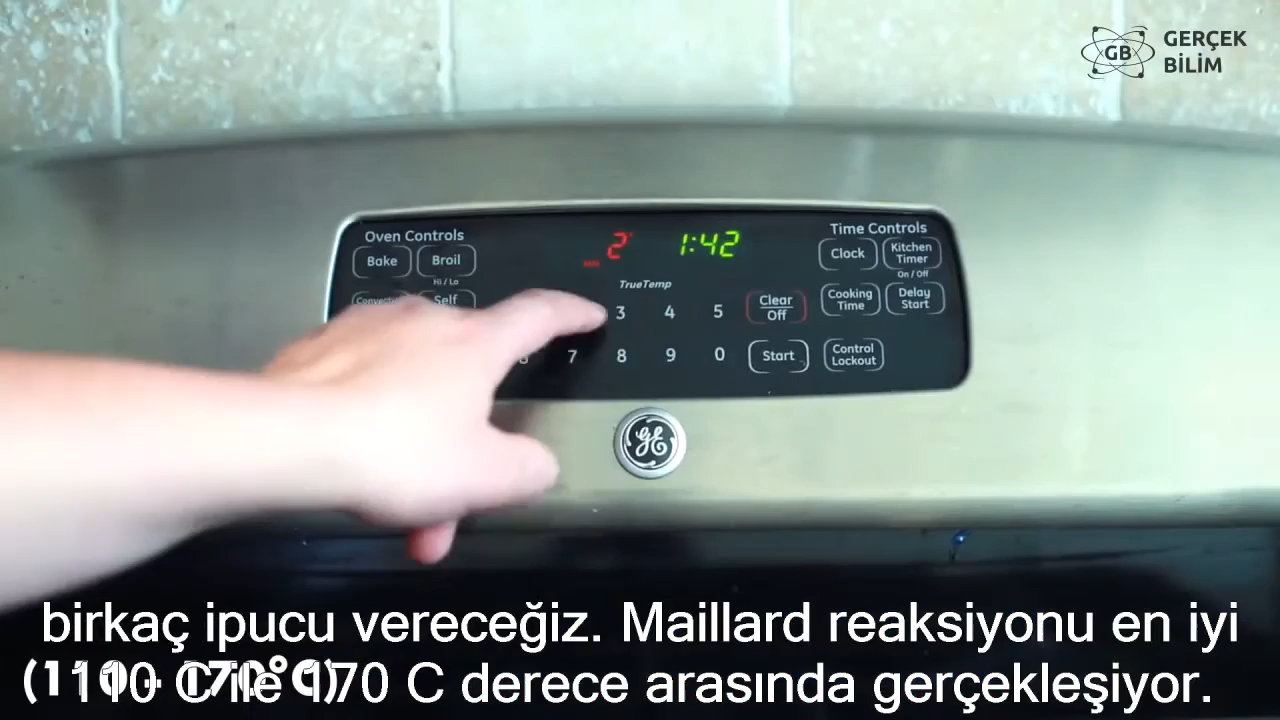 GERÇEK
BİLİM
GB
Oven Controls
Time Controls
Bake
Broil
Hi / Lo
Self
2
1:42
TrueTemp
Clock
Kitchen
Timer
On / Off
Cooking
Time
Delay
Start
3 4 5
Clear
Off
7 8 9 0
Start
Control
Lockout
GE
birkaç ipucu vereceğiz. Maillard reaksiyonu en iyi
110 C ile 170 C derece arasında gerçekleşiyor.